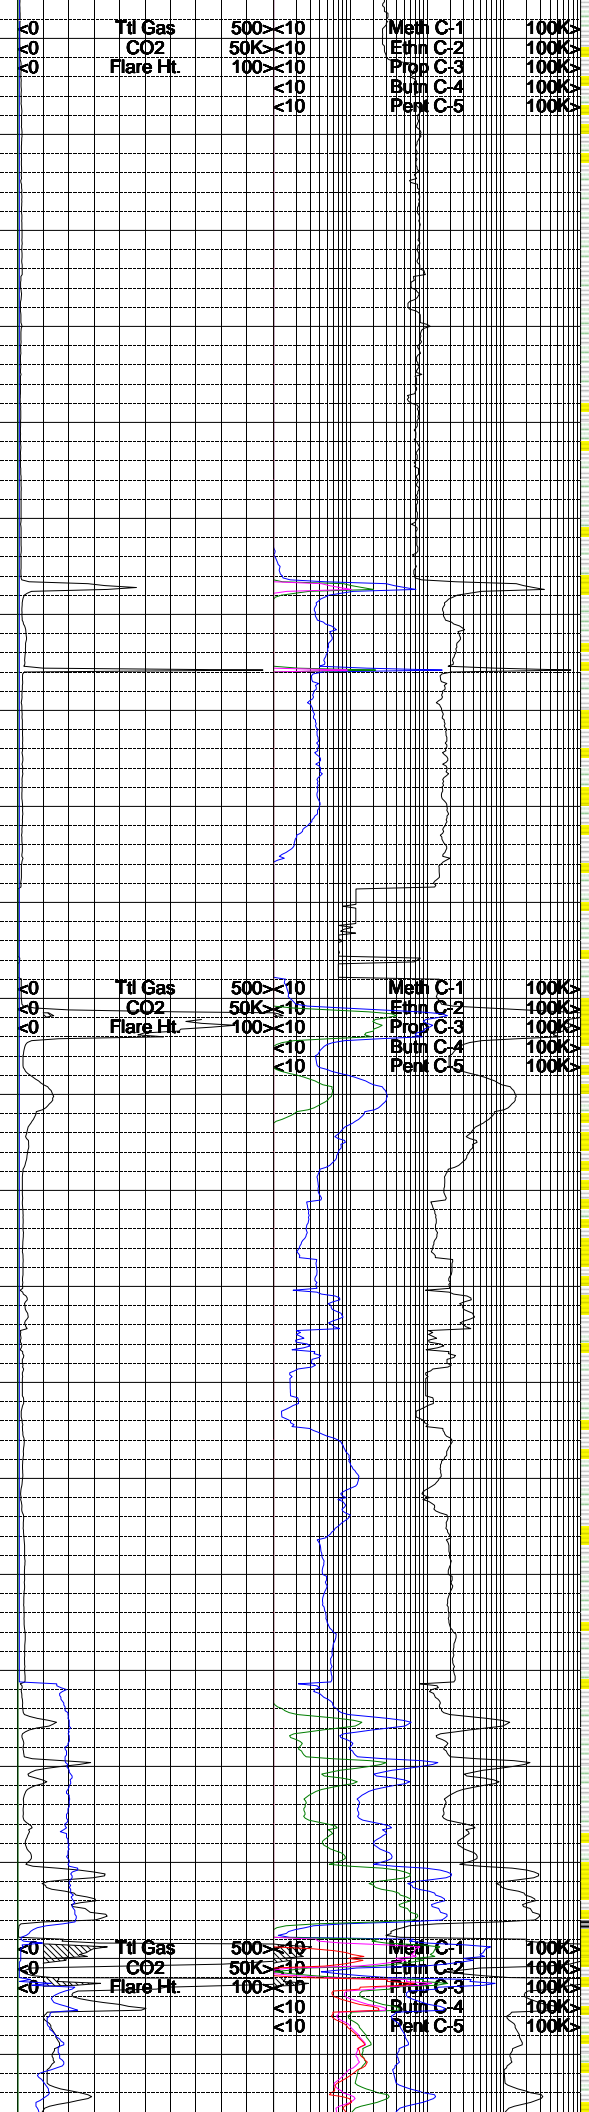 <0 Ttl Gas 500><10 Meth C-1 100K>
<0 CO2 50K><10 Ethn C-2 100K>
<0 Flare Ht. 100><10 Prop C-3 100K>
<10 Butn C-4 100K>
<10 Pent C-5 100K>
<0 Ttl Gas 500><10 Meth C-1 100K>
<0 CO2 50K><10 Ethn C-2 100K>
<0 Flare Ht. 100><10 Prop C-3 100K>
<10 Butn C-4 100K>
<10 Pent C-5 100K>
<0 Ttl Gas 500><10 Meth C-1 100K>
<0 CO2 50K><10 Ethn C-2 100K>
<0 Flare Ht. 100><10 Prop C-3 100K>
<10 Butn C-4 100K>
<10 Pent C-5 100K>